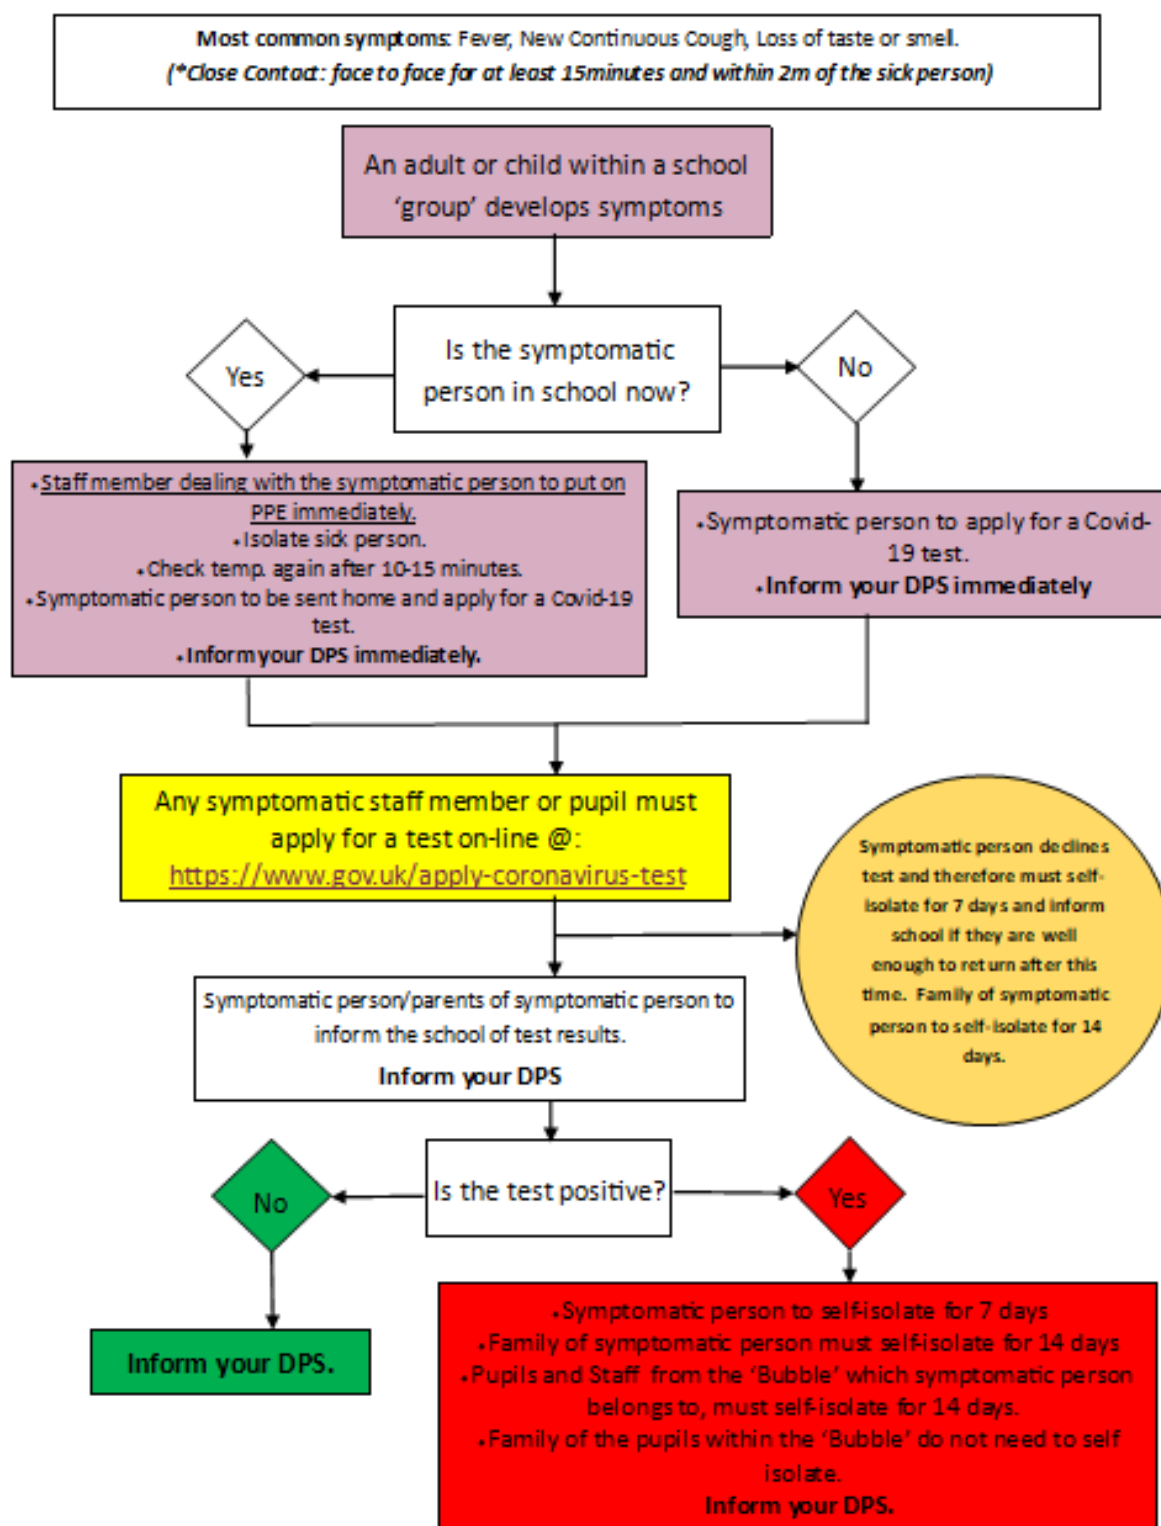 Most common symptoms: Fever, New Continuous Cough, Loss of taste or smell.
(*Close Contact: face to face for at least 15minutes and within 2m of the sick person)
An adult or child within a school
‘group’ develops symptoms
Is the symptomatic
person in school now?
Yes
No
•Staff member dealing with the symptomatic person to put on
PPE immediately.
•Isolate sick person.
•Check temp. again after 10-15 minutes.
•Symptomatic person to be sent home and apply for a Covid-19
test.
•Inform your DPS immediately.
•Symptomatic person to apply for a Covid-
19 test.
•Inform your DPS immediately
Any symptomatic staff member or pupil must
apply for a test on-line @:
https://www.gov.uk/apply-coronavirus-test
Symptomatic person declines
test and therefore must self-
isolate for 7 days and inform
school if they are well
enough to return after this
time. Family of symptomatic
person to self-isolate for 14
days.
Symptomatic person/parents of symptomatic person to
inform the school of test results.
Inform your DPS
Is the test positive?
No
Yes
Inform your DPS.
•Symptomatic person to self-isolate for 7 days
•Family of symptomatic person must self-isolate for 14 days
•Pupils and Staff from the ‘Bubble’ which symptomatic person
belongs to, must self-isolate for 14 days.
•Family of the pupils within the ‘Bubble’ do not need to self
isolate.
Inform your DPS.